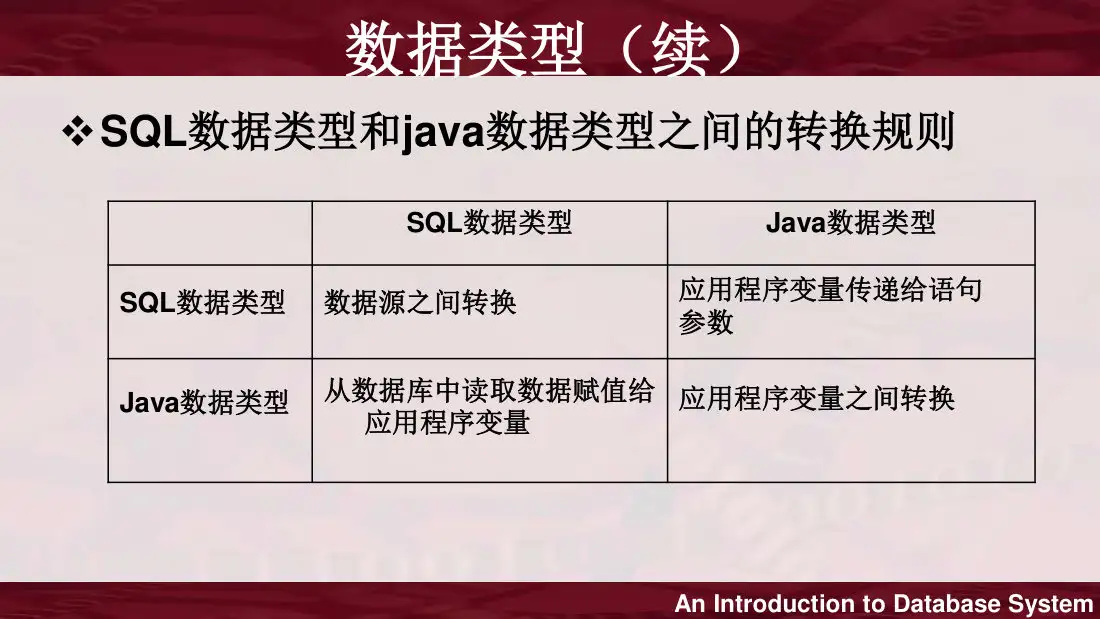 数据类型（续）
❖SQL数据类型和java数据类型之间的转换规则
SQL数据类型 Java数据类型
SQL数据类型 数据源之间转换 应用程序变量传递给语句
参数
Java数据类型 从数据库中读取数据赋值给 应用程序变量之间转换
应用程序变量
An Introduction to Database System